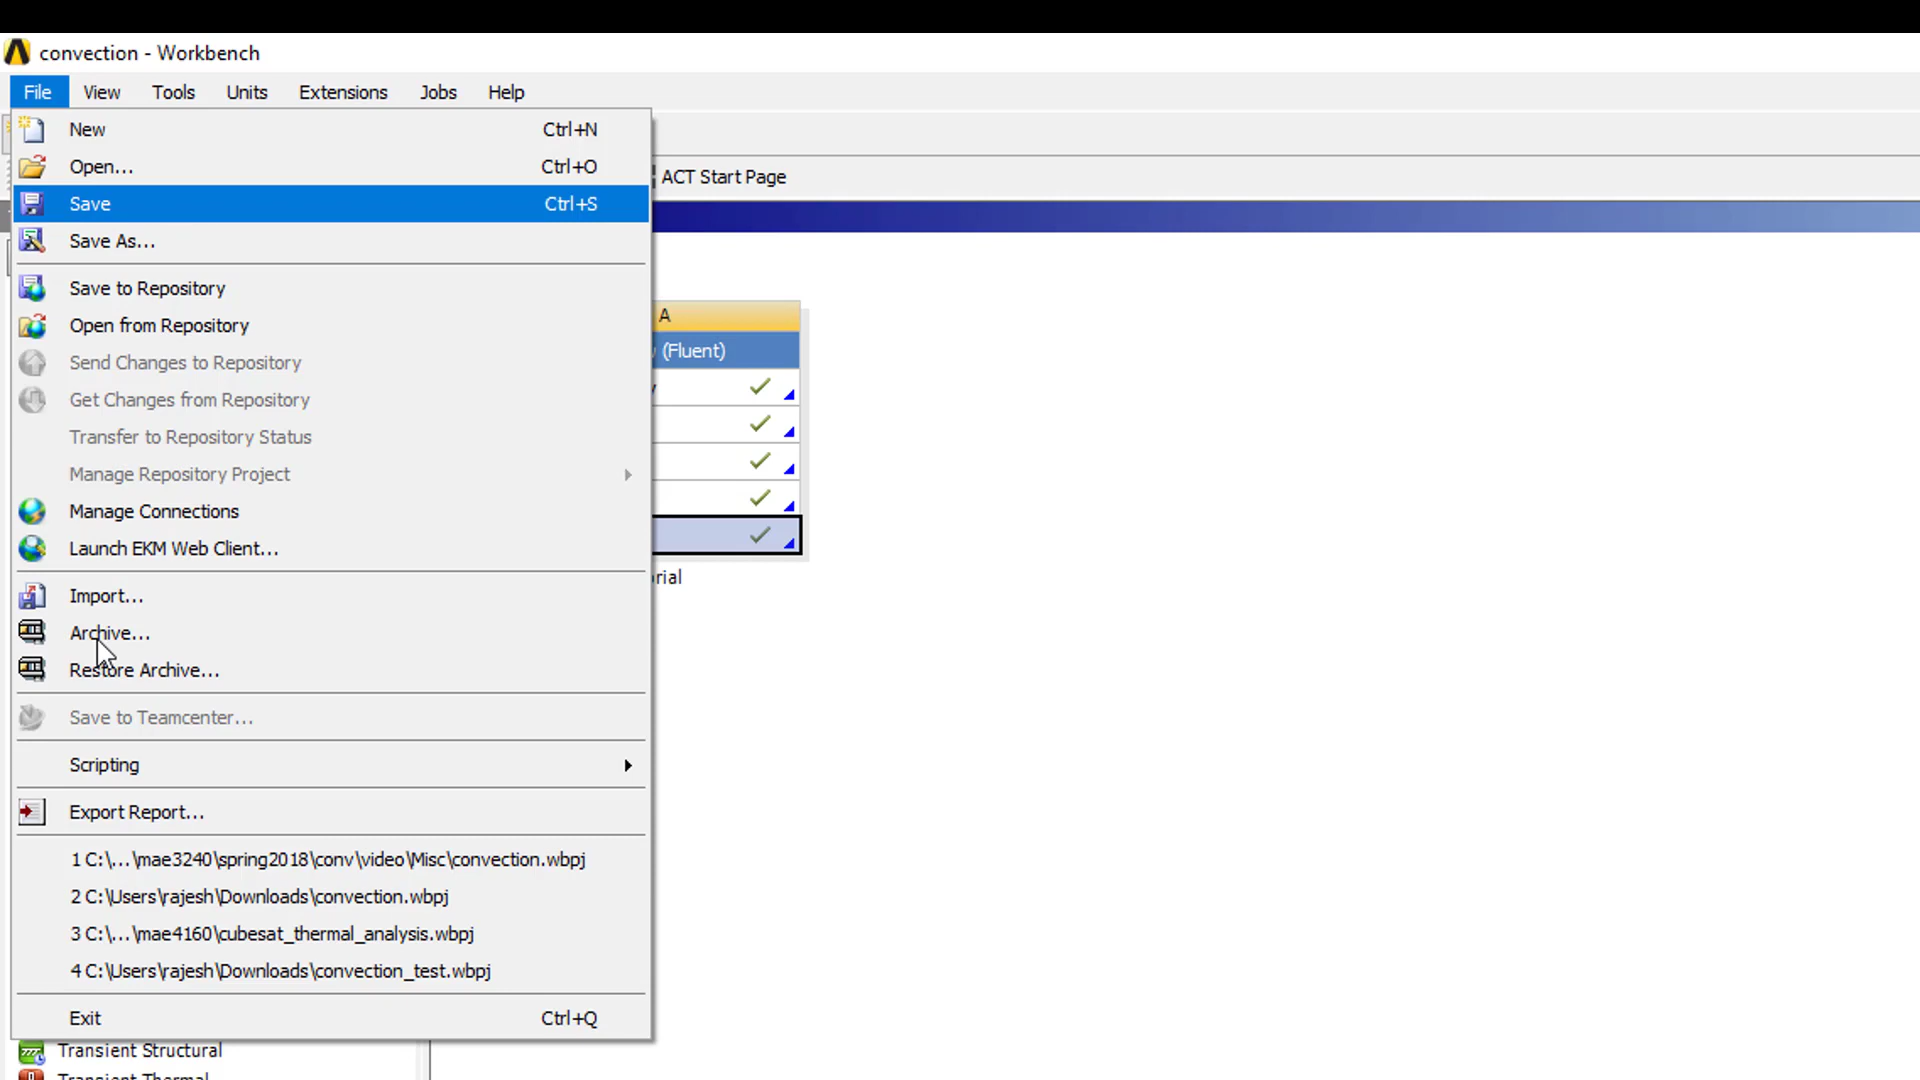 convection - Workbench
File View Tools Units Extensions Jobs Help
New Ctrl+N
Open... Ctrl+O
ACT Start Page
Save Ctrl+S
Save As...
Save to Repository
A
Open from Repository
(Fluent)
Send Changes to Repository
Get Changes from Repository
Transfer to Repository Status
Manage Repository Project
Manage Connections
Launch EKM Web Client...
Import...
Archive...
Restore Archive...
Save to Teamcenter...
Scripting
Export Report...
1 C:\...\mae3240\spring2018\conv\video\Misc\convection.wbpj
2 C:\Users\rajesh\Downloads\convection.wbpj
3 C:\...\mae4160\cubesat_thermal_analysis.wbpj
4 C:\Users\rajesh\Downloads\convection_test.wbpj
Exit Ctrl+Q
Transient Structural
Transient Thermal